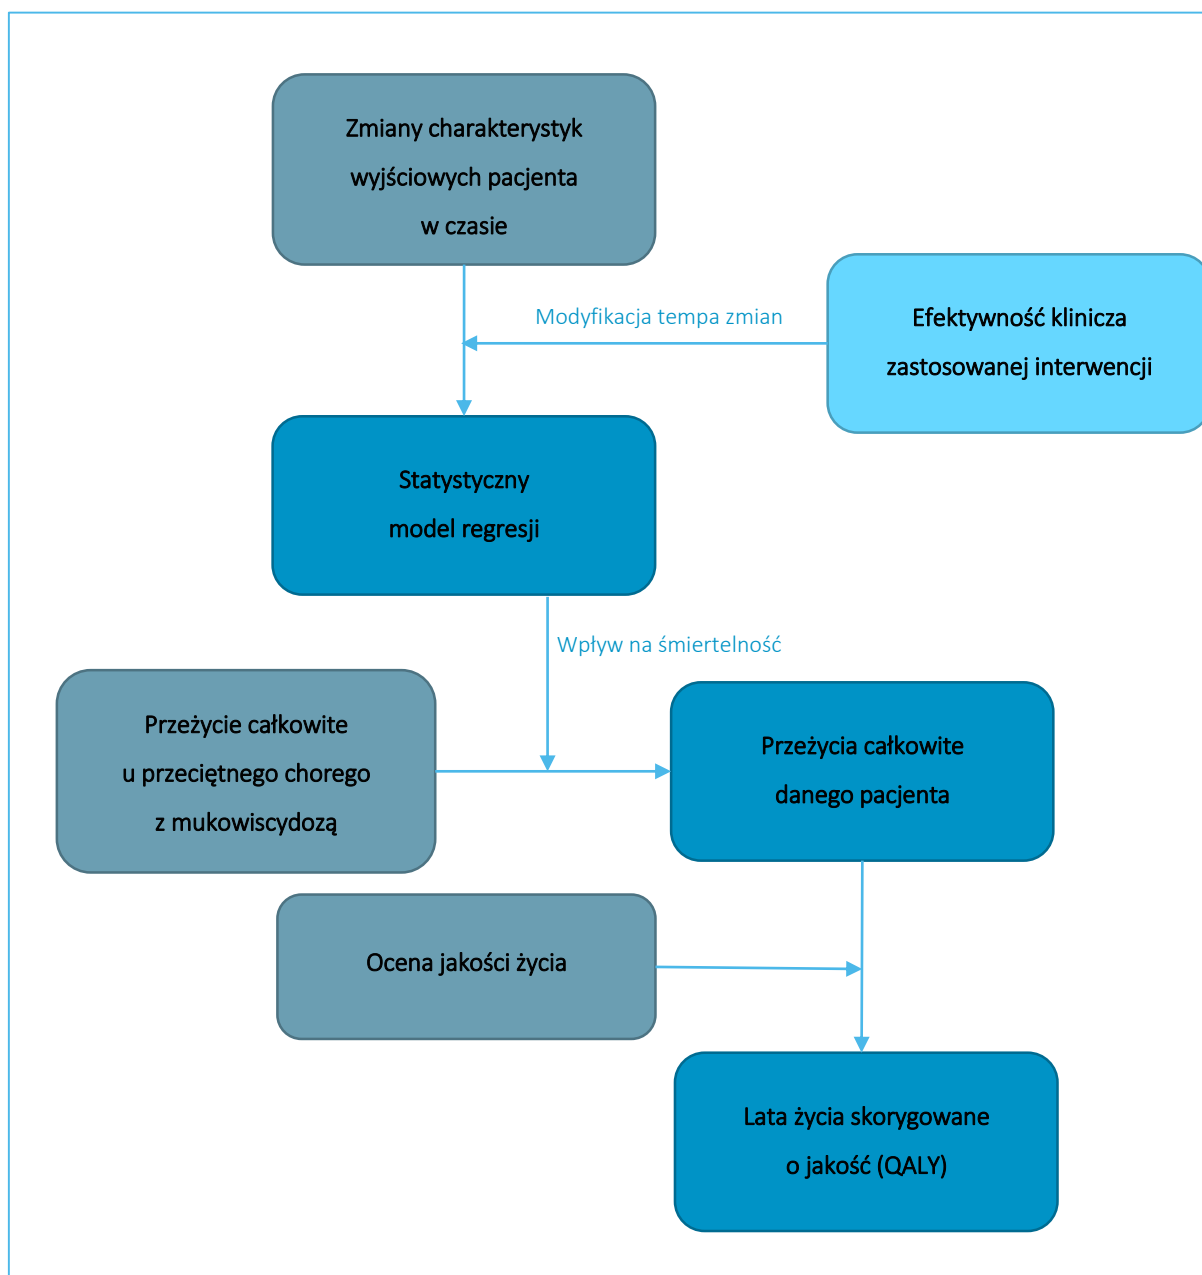 Zmiany charakterystyk
wyjściowych pacjenta
w czasie
Modyfikacja tempa zmian
Efektywność klinicza
zastosowanej interwencji
Statystyczny
model regresji
Wpływ na śmiertelność
Przeżycie całkowite
u przeciętnego chorego
z mukowiscydozą
Przeżycia całkowite
danego pacjenta
Ocena jakości życia
Lata życia skorygowane
o jakość (QALY)